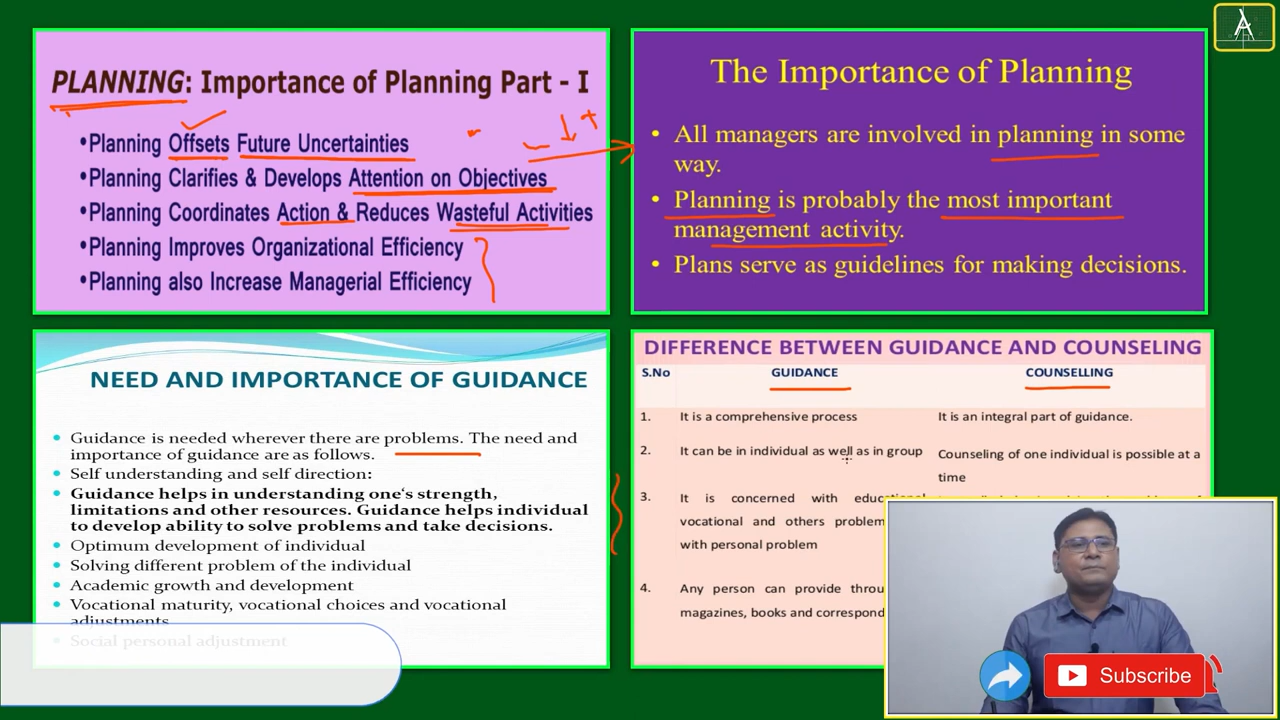 PLANNING: Importance of Planning Part - I
•Planning Offsets Future Uncertainties
•Planning Clarifies & Develops Attention on Objectives
•Planning Coordinates Action & Reduces Wasteful Activities
•Planning Improves Organizational Efficiency
•Planning also Increase Managerial Efficiency
The Importance of Planning
• All managers are involved in planning in some
way.
• Planning is probably the most important
management activity.
• Plans serve as guidelines for making decisions.
NEED AND IMPORTANCE OF GUIDANCE
• Guidance is needed wherever there are problems. The need and
importance of guidance are as follows.
• Self understanding and self direction:
• Guidance helps in understanding one's strength,
limitations and other resources. Guidance helps individual
to develop ability to solve problems and take decisions.
• Optimum development of individual
• Solving different problem of the individual
• Academic growth and development
• Vocational maturity, vocational choices and vocational
adjustments
• Social personal adjustment
DIFFERENCE BETWEEN GUIDANCE AND COUNSELING
S.No GUIDANCE COUNSELLING
1. It is a comprehensive process It is an integral part of guidance.
2. It can be in individual as well as in group Counseling of one individual is possible at a
time
3. It is concerned with educational
vocational and others problem
with personal problem
4. Any person can provide
magazines, books and
Subscribe